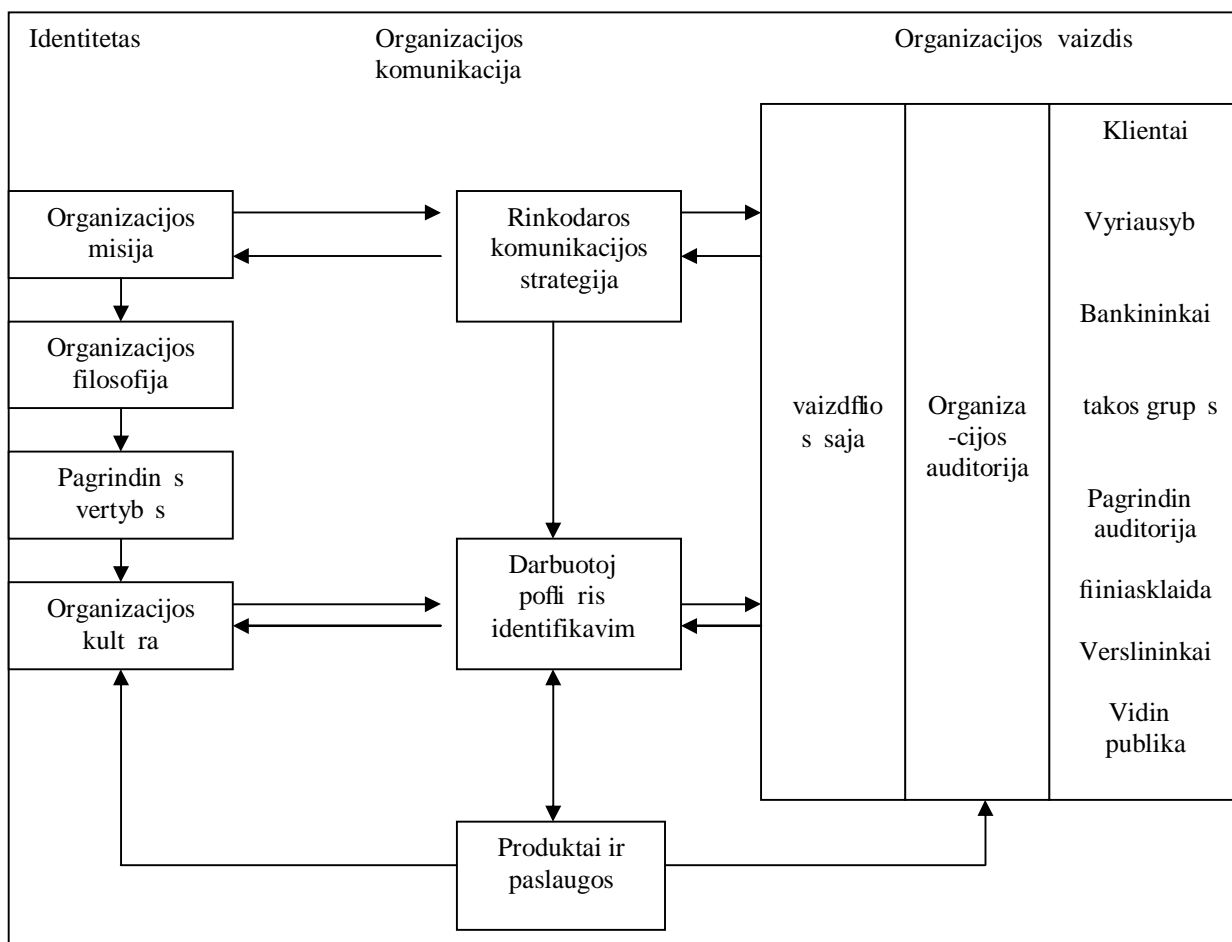 Identitetas
Organizacijos
komunikacija
Organizacijos vaizdis
Organizacijos
misija
Organizacijos
filosofija
Pagrindin s
vertyb s
Organizacijos
kult ra
Rinkodaros
komunikacijos
strategija
Darbuotoj
pofli ris
identifikavim
Produktai ir
paslaugos
vaizdflio
s saja
Organiza
-cijos
auditorija
Klientai
Vyriausyb
Bankininkai
takos grup s
Pagrindin
auditorija
fiiniasklaida
Verslininkai
Vidin
publika